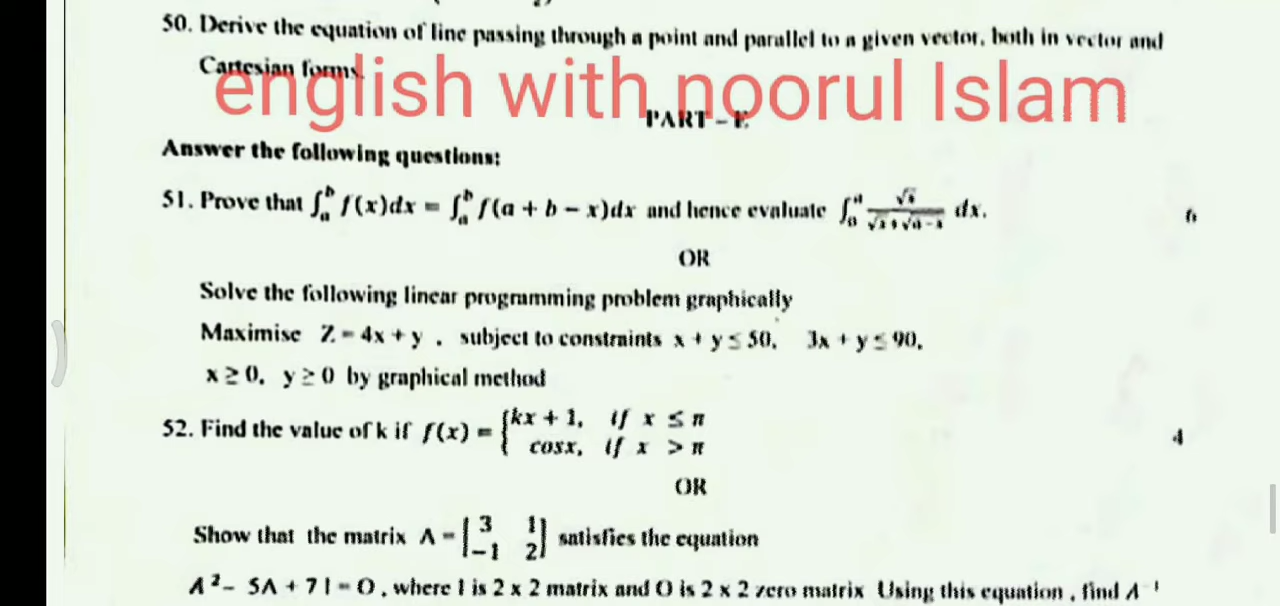 50. Derive the equation of line passing through a point and parallel to a given vector, both in vector and
Cartesian forms.
english with noorul Islam
PART – E
Answer the following questions:
51. Prove that ∫ₐᵇ f(x)dx = ∫ₐᵇ f(a + b − x)dx and hence evaluate ∫₀ᵃ √x / (√x + √a−x) dx. 6
OR
Solve the following linear programming problem graphically
Maximise Z = 4x + y . subject to constraints x + y ≤ 50, 3x + y ≤ 90,
x ≥ 0, y ≥ 0 by graphical method
52. Find the value of k if f(x) = { kx + 1, if x ≤ π 4
cosx, if x > π
OR
Show that the matrix A = [ 3 1
−1 2 ] satisfies the equation
A² − 5A + 7I = O , where I is 2 x 2 matrix and O is 2 x 2 zero matrix Using this equation , find A⁻¹